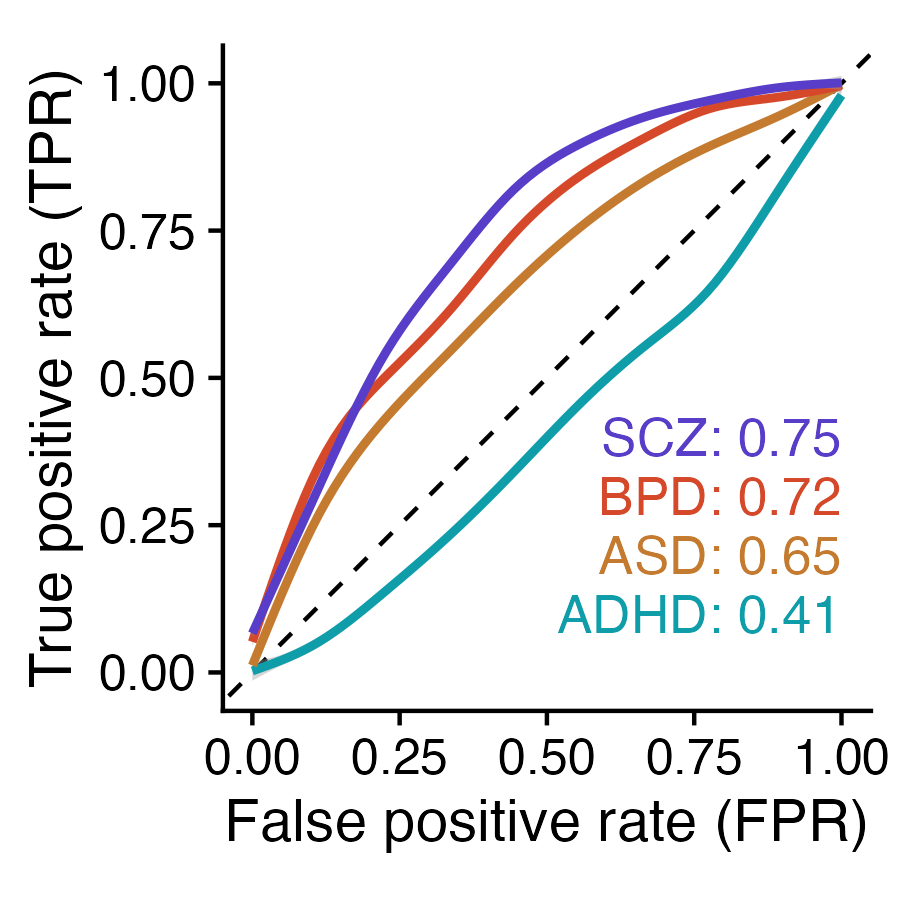 True positive rate (TPR)
1.00
0.75
0.50
0.25
0.00
SCZ: 0.75
BPD: 0.72
ASD: 0.65
ADHD: 0.41
0.00 0.25 0.50 0.75 1.00
False positive rate (FPR)